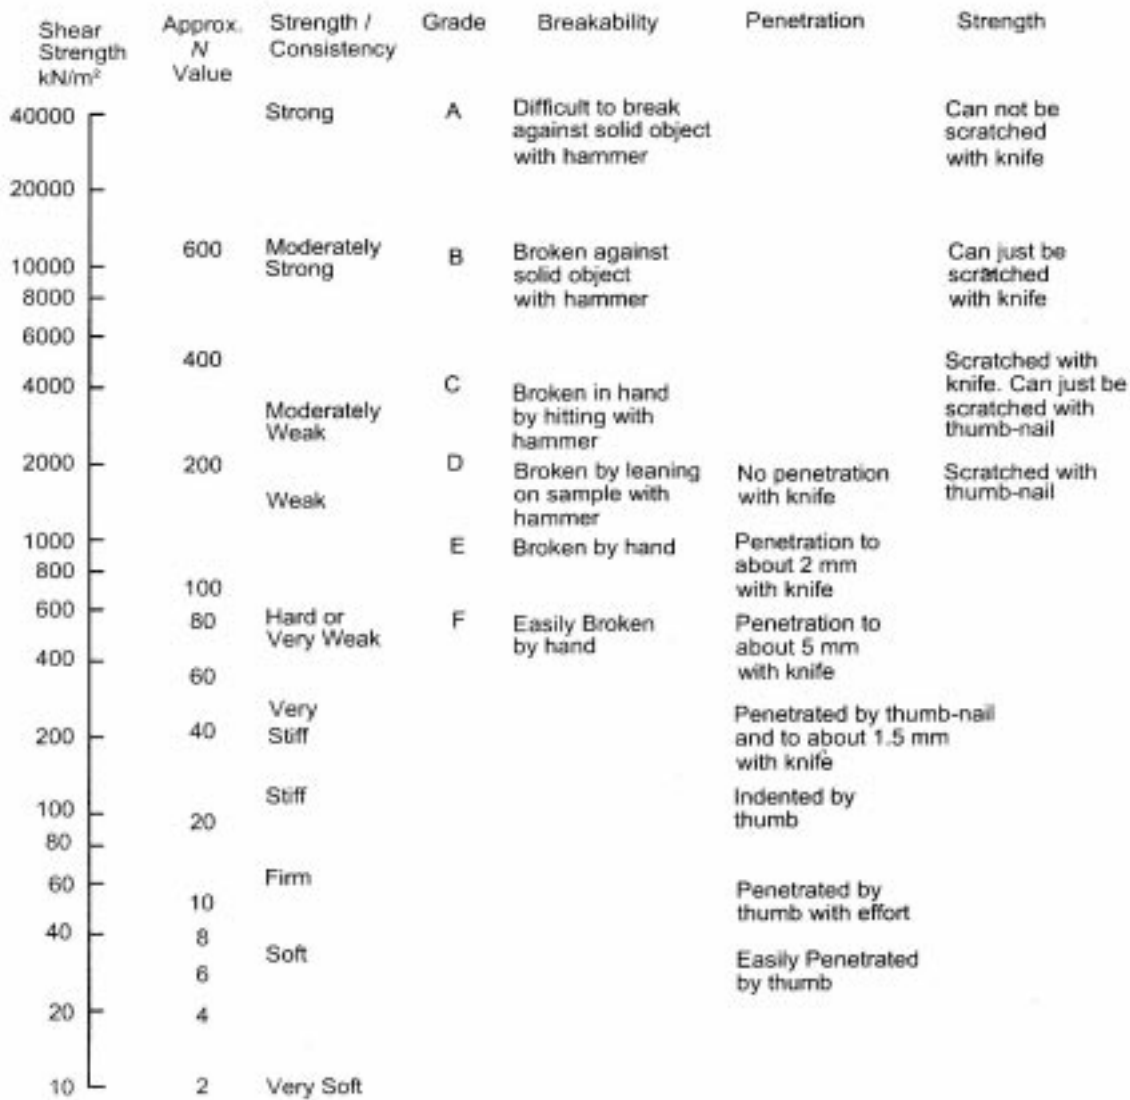 Shear Strength kN/m²	Approx. N Value	Strength / Consistency	Grade	Breakability	Penetration	Strength
40000	Strong	A	Difficult to break	Can not be
against solid object	scratched
with hammer	with knife
20000
600	Moderately	B	Broken against	Can just be
10000	Strong	solid object	scratched
8000	with hammer	with knife
6000
400	Scratched with
4000	C	Broken in hand	knife. Can just be
Moderately	by hitting with	scratched with
Weak	hammer	thumb-nail
2000	200	D	Broken by leaning	No penetration	Scratched with
Weak	on sample with	with knife	thumb-nail
hammer
1000	E	Broken by hand	Penetration to
800	about 2 mm
100	with knife
600	80	Hard or	F	Easily Broken	Penetration to
Very Weak	by hand	about 5 mm
400	60	with knife
Very	Penetrated by thumb-nail
200	40	Stiff	and to about 1.5 mm
with knife
Stiff	Indented by
100	20	thumb
80
60	Firm	Penetrated by
10	thumb with effort
40	8
Soft	Easily Penetrated
6	by thumb
20	4
10	2	Very Soft